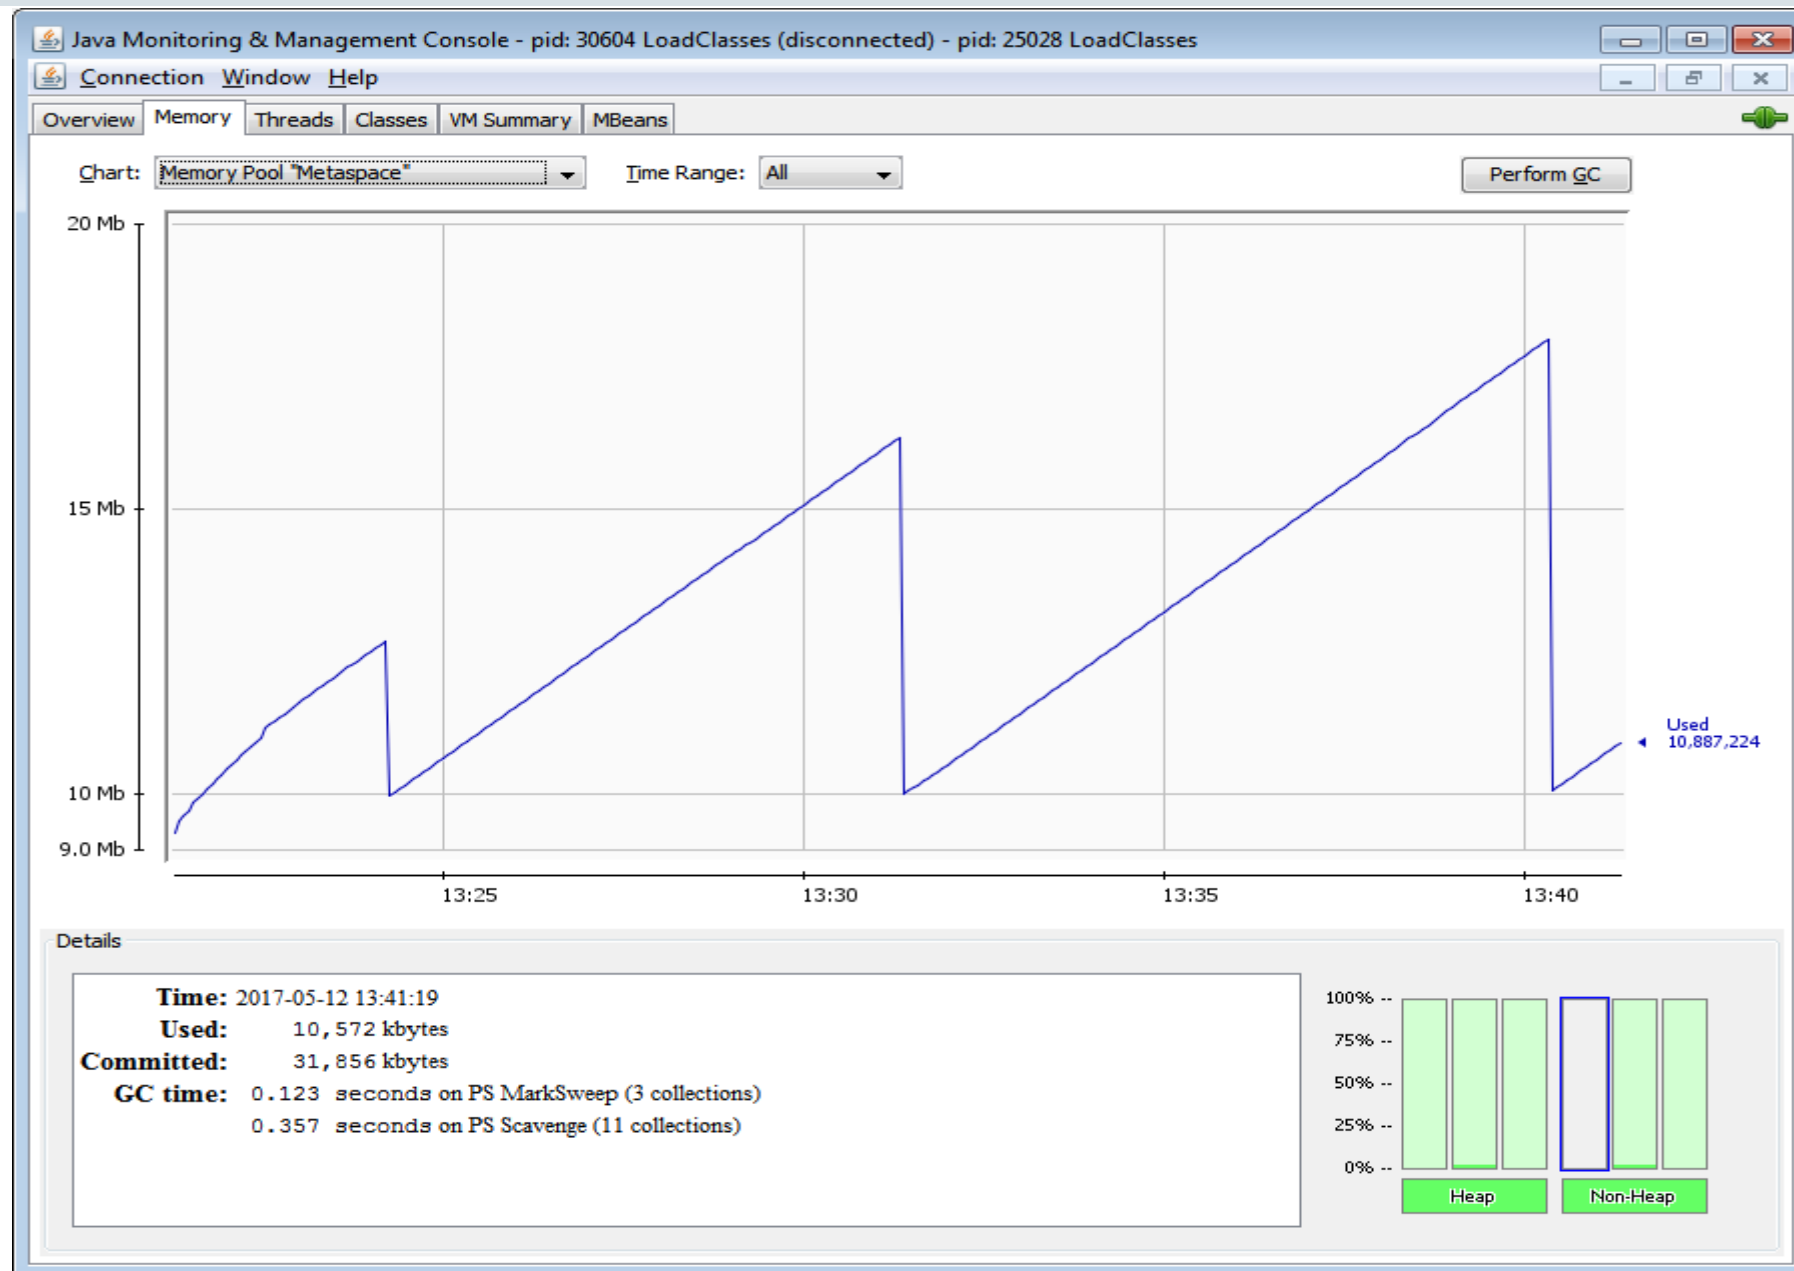 Java Monitoring & Management Console - pid: 30604 LoadClasses (disconnected) - pid: 25028 LoadClasses
Connection Window Help
Overview Memory Threads Classes VM Summary MBeans
Chart: Memory Pool "Metaspace" Time Range: All Perform GC
20 Mb
15 Mb
10 Mb
9.0 Mb
Used
10,887,224
13:25 13:30 13:35 13:40
Details
Time: 2017-05-12 13:41:19
Used: 10,572 kbytes
Committed: 31,856 kbytes
GC time: 0.123 seconds on PS MarkSweep (3 collections)
0.357 seconds on PS Scavenge (11 collections)
100% --
75% --
50% --
25% --
0% --
Heap Non-Heap